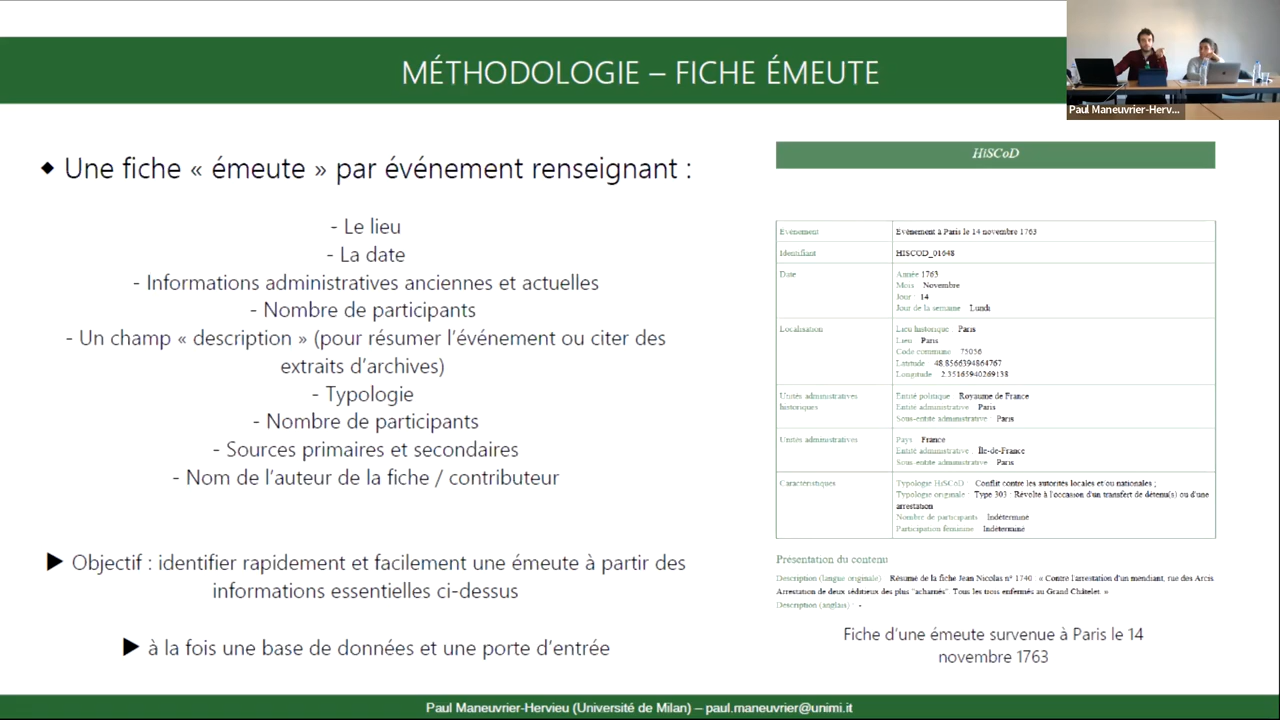 MÉTHODOLOGIE – FICHE ÉMEUTE
Paul Maneuvrier-Herv...
◆ Une fiche « émeute » par événement renseignant :
- Le lieu
- La date
- Informations administratives anciennes et actuelles
- Nombre de participants
- Un champ « description » (pour résumer l'événement ou citer des
extraits d'archives)
- Typologie
- Nombre de participants
- Sources primaires et secondaires
- Nom de l'auteur de la fiche / contributeur
► Objectif : identifier rapidement et facilement une émeute à partir des
informations essentielles ci-dessus
► à la fois une base de données et une porte d'entrée
HiSCoD
Evénement Evénement à Paris le 14 novembre 1763
Identifiant HISCOD_01648
Date Année 1763
Mois : Novembre
Jour : 14
Jour de la semaine : Lundi
Localisation Lieu historique : Paris
Lieu : Paris
Code commune : 75056
Latitude : 48.8566394864767
Longitude : 2.35165940269138
Unités administratives Entité politique : Royaume de France
historiques Entité administrative : Paris
Sous-entité administrative : Paris
Unités administratives Pays : France
Entité administrative : Île-de-France
Sous-entité administrative : Paris
Caractéristiques Typologie HiSCoD : Conflit contre les autorités locales et/ou nationales ;
Typologie originale : Type 303 : Révolte à l'occasion d'un transfert de détenu(s) ou d'une
arrestation
Nombre de participants : Indéterminé
Participation féminine : Indéterminé
Présentation du contenu
Description (langue originale) : Résumé de la fiche Jean Nicolas n° 1740 : « Contre l'arrestation d'un mendiant, rue des Arcis.
Arrestation de deux séditieux des plus "acharnés". Tous les trois enfermés au Grand Châtelet. »
Description (anglais) : -
Fiche d'une émeute survenue à Paris le 14
novembre 1763
Paul Maneuvrier-Hervieu (Université de Milan) – paul.maneuvrier@unimi.it